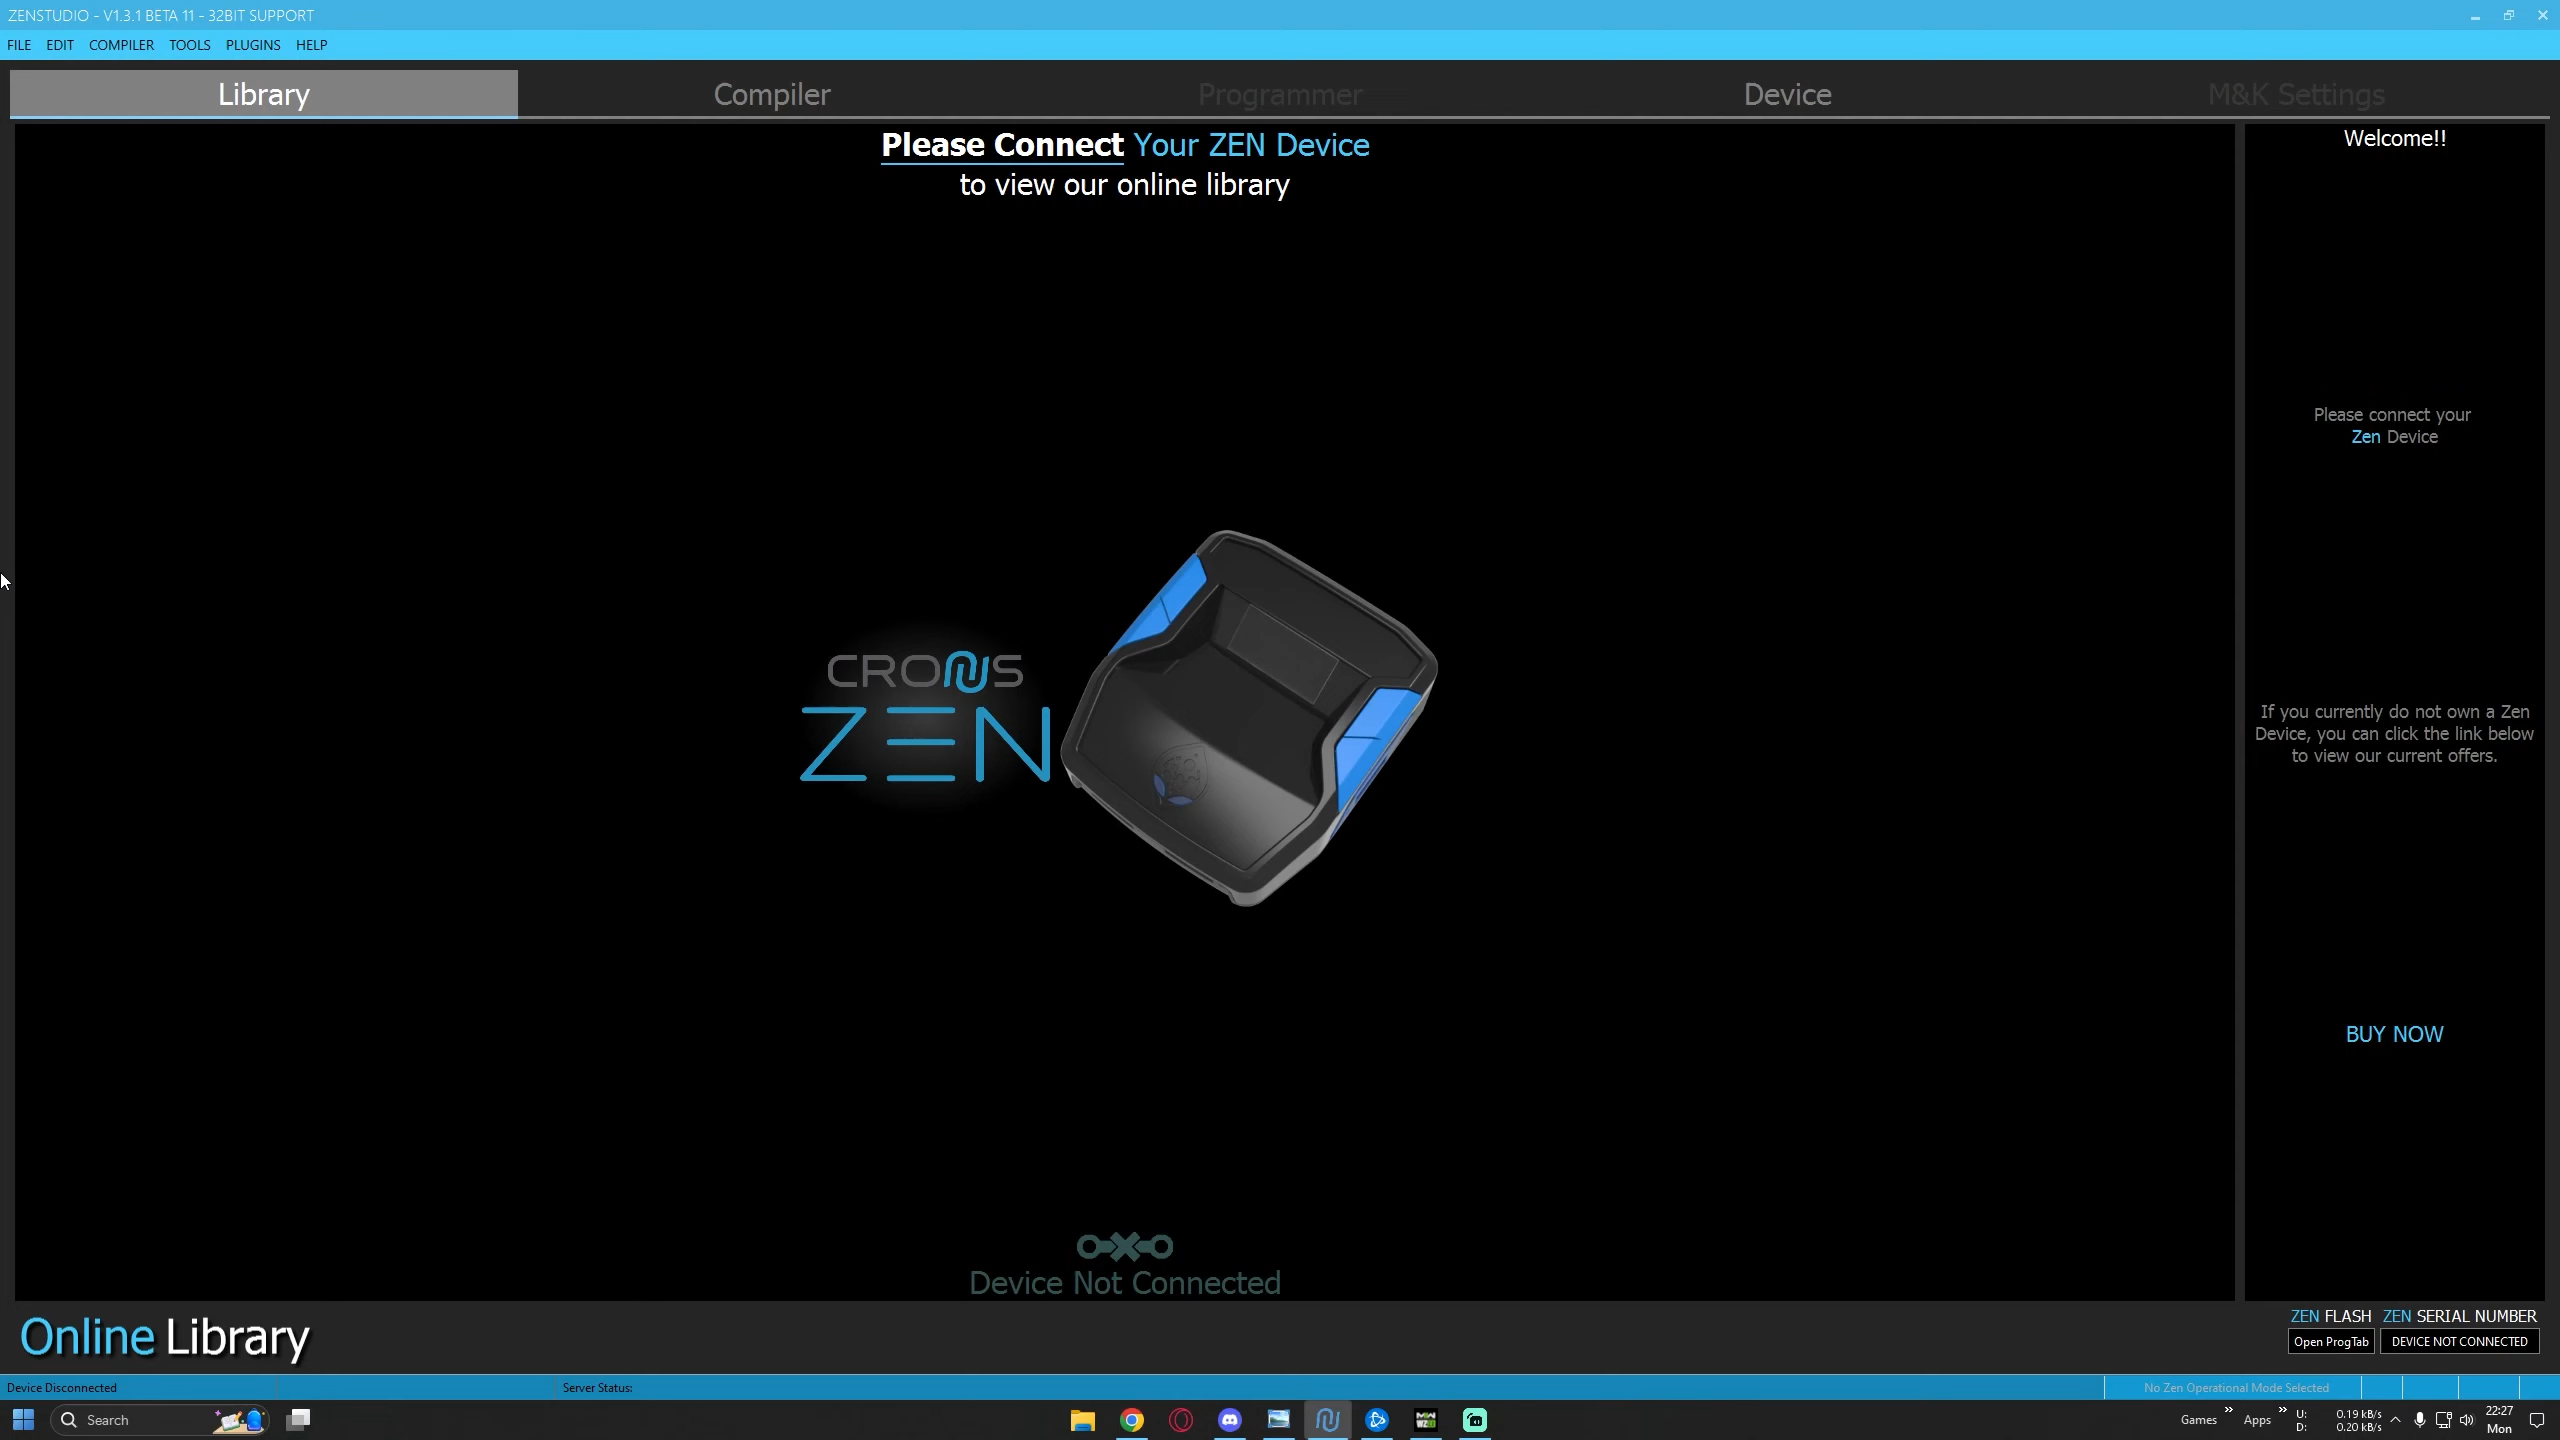 ZENSTUDIO - V1.3.1 BETA 11 - 32BIT SUPPORT
FILE EDIT COMPILER TOOLS PLUGINS HELP
Library Compiler Programmer Device M&K Settings
Please Connect Your ZEN Device
to view our online library
Welcome!!
Please connect your
Zen Device
CRONUS
ZEN
If you currently do not own a Zen
Device, you can click the link below
to view our current offers.
BUY NOW
Device Not Connected
Online Library
ZEN FLASH ZEN SERIAL NUMBER
Open ProgTab DEVICE NOT CONNECTED
Device Disconnected Server Status: No Zen Operational Mode Selected
Search
Games » Apps » U: 0.19 kB/s 22:27
D: 0.20 kB/s Mon